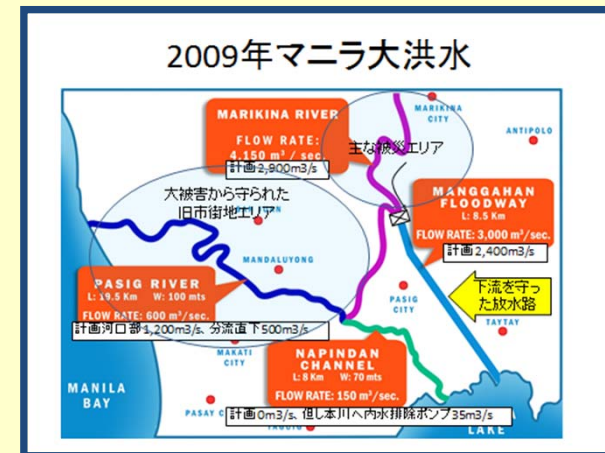 2009年マニラ大洪水
MARIKINA RIVER
FLOW RATE:
4,150 m³ / sec.
計画2,900m3/s
MARIKINA
CITY
ANTIPOLO
主な被災エリア
大被害から守られた
旧市街地エリア
MANDALUYONG
MANGGAHAN
FLOODWAY
L: 8.5 Km
FLOW RATE: 3,000 m³/sec.
計画2,400m3/s
PASIG RIVER
L: 19.5 Km W: 100 mts
FLOW RATE: 600 m³/sec.
計画河口部1,200m3/s、分流直下500m3/s
PASIG
CITY
下流を守っ
た放水路
TAYTAY
MAKATI
CITY
NAPINDAN
CHANNEL
L: 8 Km W: 70 mts
FLOW RATE: 150 m³/sec.
MANILA
BAY
PASAY
計画0m3/s、但し本川へ内水排除ポンプ35m3/s
LAKE